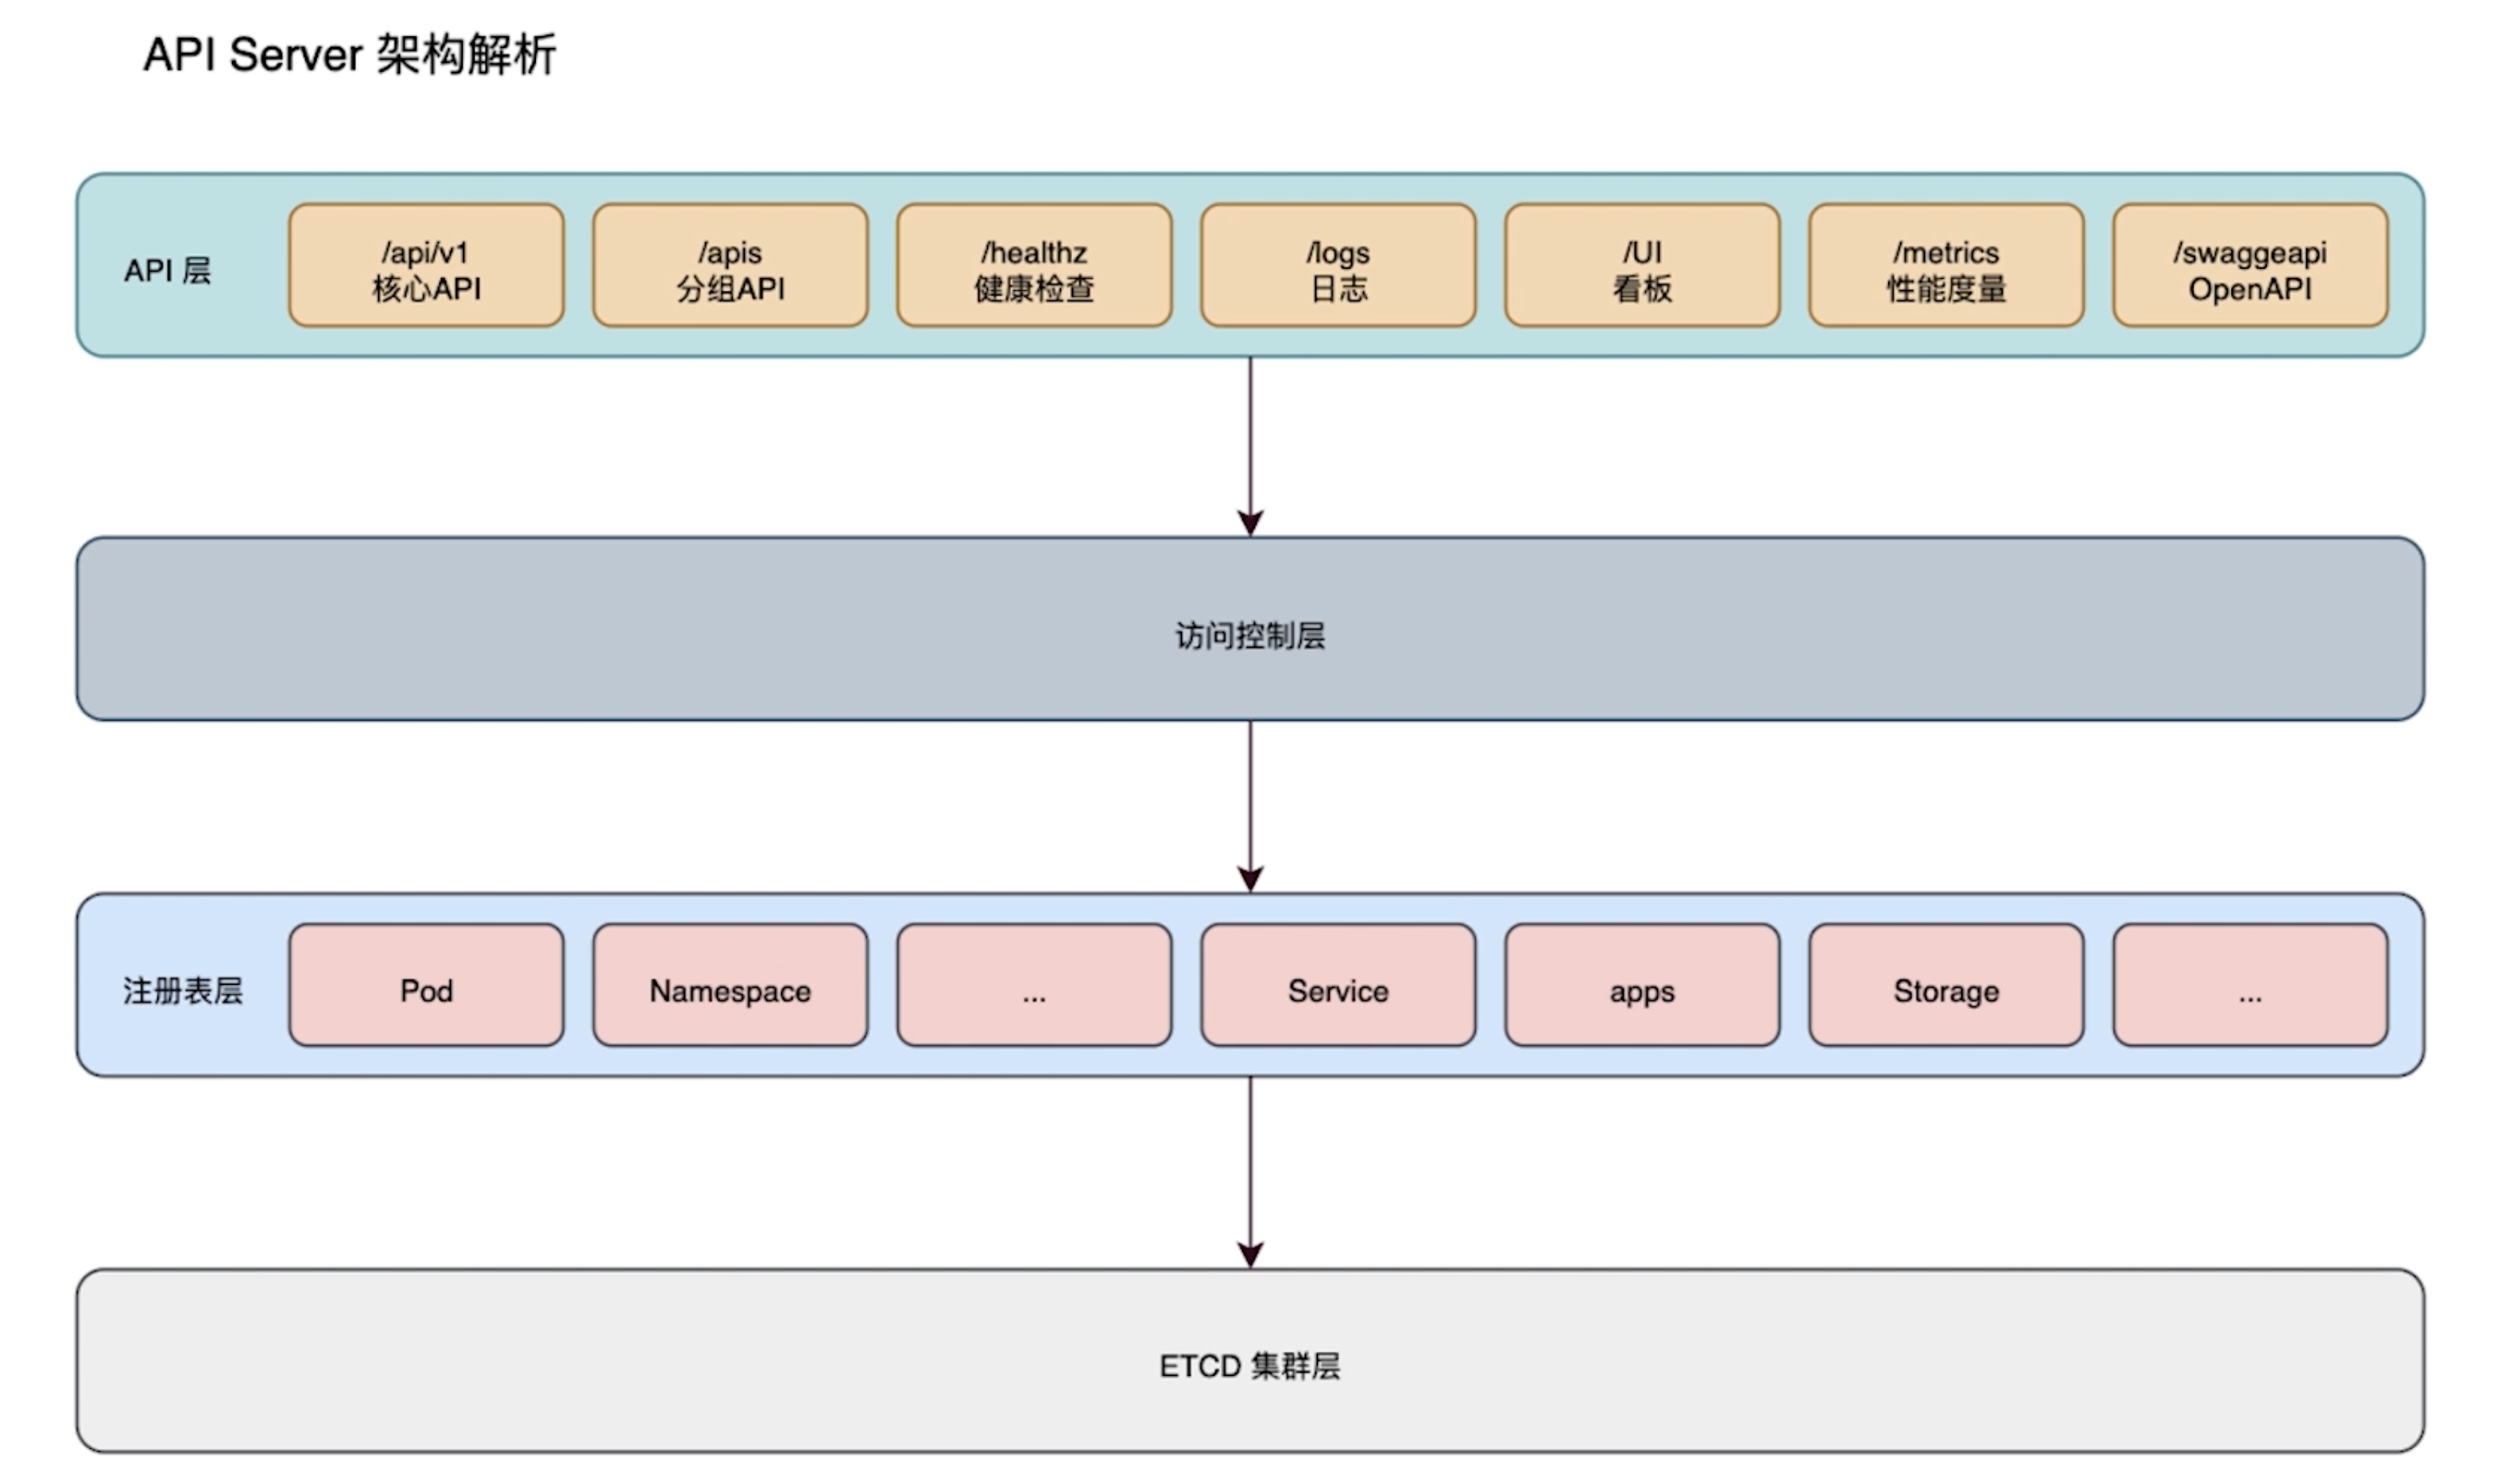 API Server 架构解析
API 层
/api/v1
核心API
/apis
分组API
/healthz
健康检查
/logs
日志
/UI
看板
/metrics
性能度量
/swaggeapi
OpenAPI
访问控制层
注册表层
Pod
Namespace
...
Service
apps
Storage
...
ETCD 集群层